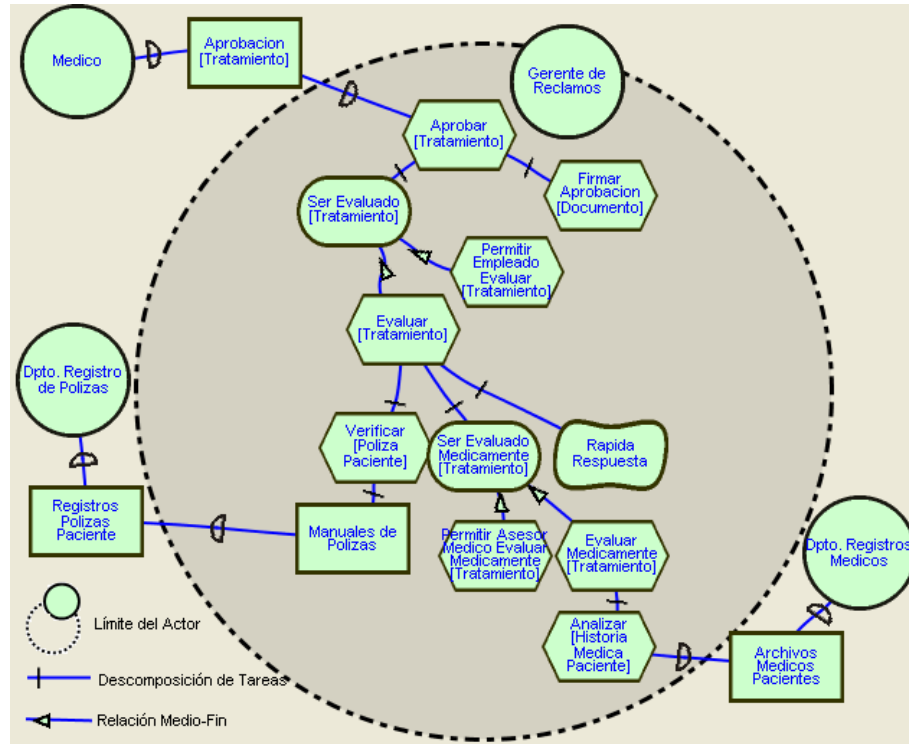 Medico
Aprobacion
[Tratamiento]
Gerente de
Reclamos
Aprobar
[Tratamiento]
Firmar
Aprobacion
[Documento]
Ser Evaluado
[Tratamiento]
Permitir
Empleado
Evaluar
[Tratamiento]
Evaluar
[Tratamiento]
Dpto. Registro
de Polizas
Verificar
[Poliza
Paciente]
Ser Evaluado
Medicamente
[Tratamiento]
Rapida
Respuesta
Registros
Polizas
Paciente
Manuales de
Polizas
Permitir Asesor
Medico Evaluar
Medicamente
[Tratamiento]
Evaluar
Medicamente
[Tratamiento]
Dpto. Registros
Medicos
Analizar
[Historia
Medica
Paciente]
Archivos
Medicos
Pacientes
Límite del Actor
Descomposición de Tareas
Relación Medio-Fin